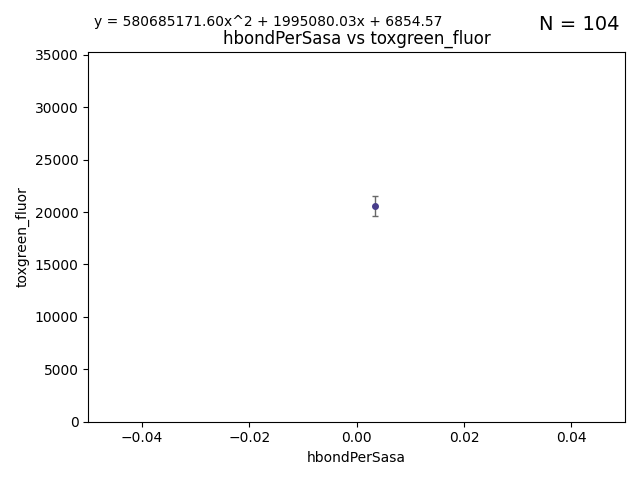 y = 580685171.60x^2 + 1995080.03x + 6854.57
N = 104
hbondPerSasa vs toxgreen_fluor
35000
30000
25000
20000
15000
10000
5000
0
toxgreen_fluor
−0.04
−0.02
0.00
0.02
0.04
hbondPerSasa